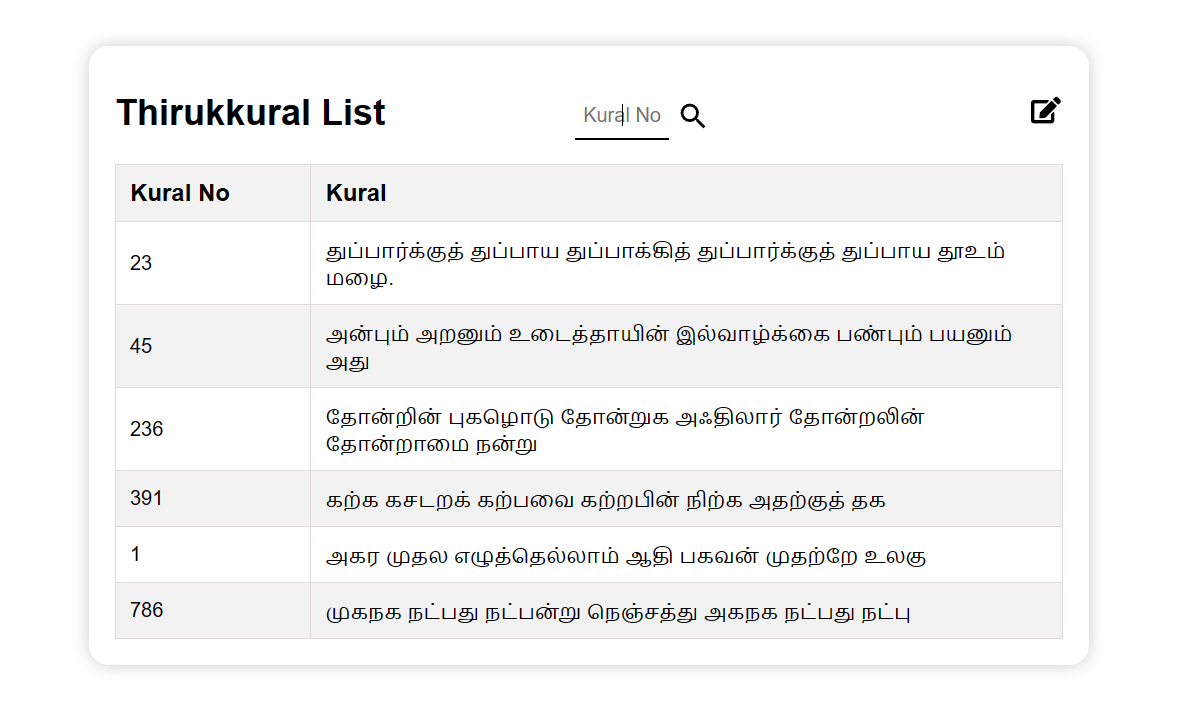 Thirukkural List
Kural No
Kural No Kural
23 துப்பார்க்குத் துப்பாய துப்பாக்கித் துப்பார்க்குத் துப்பாய தூஉம்
மழை.
45 அன்பும் அறனும் உடைத்தாயின் இல்வாழ்க்கை பண்பும் பயனும்
அது
236 தோன்றின் புகழொடு தோன்றுக அஃதிலார் தோன்றலின்
தோன்றாமை நன்று
391 கற்க கசடறக் கற்பவை கற்றபின் நிற்க அதற்குத் தக
1 அகர முதல எழுத்தெல்லாம் ஆதி பகவன் முதற்றே உலகு
786 முகநக நட்பது நட்பன்று நெஞ்சத்து அகநக நட்பது நட்பு